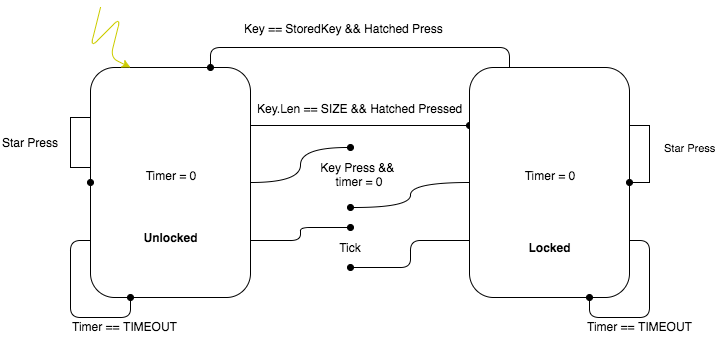 Key == StoredKey && Hatched Press
Key.Len == SIZE && Hatched Pressed
Star Press
Star Press
Key Press &&
timer = 0
Timer = 0
Timer = 0
Unlocked
Tick
Locked
Timer == TIMEOUT
Timer == TIMEOUT